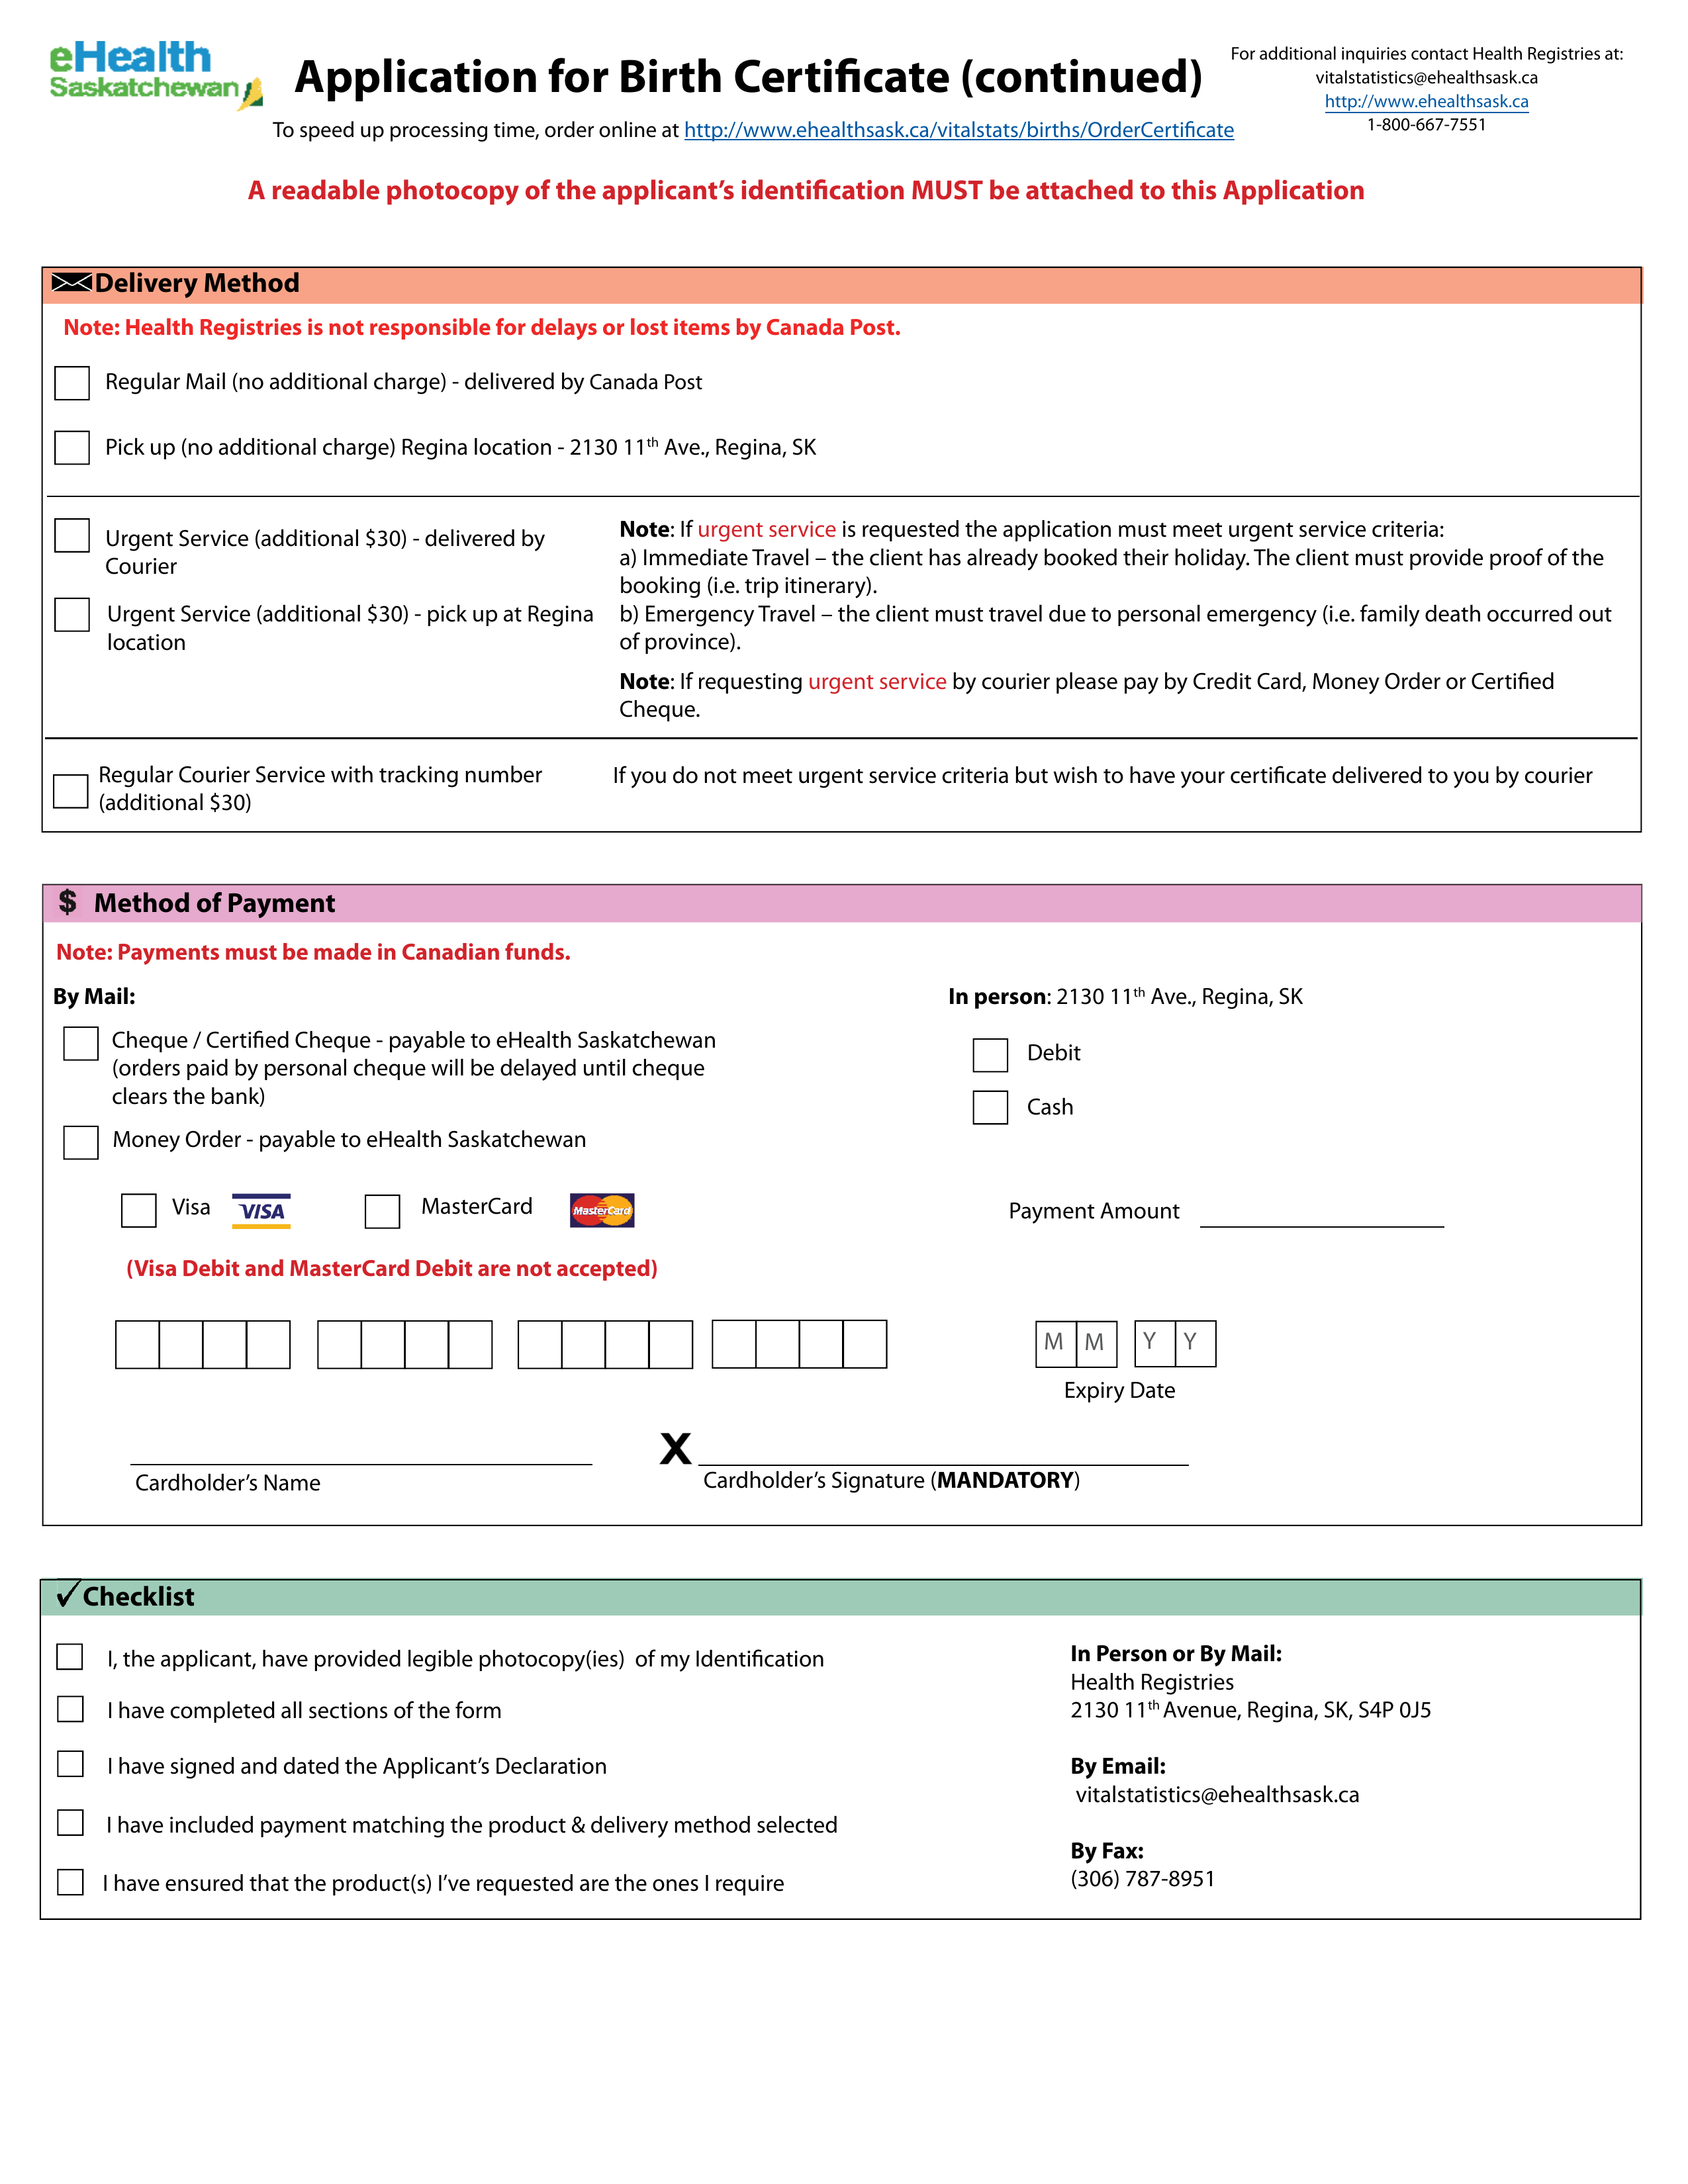 eHealth
Saskatchewan
Application for Birth Certificate (continued)
To speed up processing time, order online at http://www.ehealthsask.ca/vitalstats/births/OrderCertificate
For additional inquiries contact Health Registries at:
vitalstatistics@ehealthsask.ca
http://www.ehealthsask.ca
1-800-667-7551
A readable photocopy of the applicant’s identification MUST be attached to this Application
Delivery Method
Note: Health Registries is not responsible for delays or lost items by Canada Post.
Regular Mail (no additional charge) - delivered by Canada Post
Pick up (no additional charge) Regina location - 2130 11th Ave., Regina, SK
Urgent Service (additional $30) - delivered by
Courier
Urgent Service (additional $30) - pick up at Regina
location
Note: If urgent service is requested the application must meet urgent service criteria:
a) Immediate Travel – the client has already booked their holiday. The client must provide proof of the
booking (i.e. trip itinerary).
b) Emergency Travel – the client must travel due to personal emergency (i.e. family death occurred out
of province).
Note: If requesting urgent service by courier please pay by Credit Card, Money Order or Certified
Cheque.
Regular Courier Service with tracking number
(additional $30)
If you do not meet urgent service criteria but wish to have your certificate delivered to you by courier
$ Method of Payment
Note: Payments must be made in Canadian funds.
By Mail:
Cheque / Certified Cheque - payable to eHealth Saskatchewan
(orders paid by personal cheque will be delayed until cheque
clears the bank)
Money Order - payable to eHealth Saskatchewan
In person: 2130 11th Ave., Regina, SK
Debit
Cash
Visa VISA MasterCard MasterCard
Payment Amount
(Visa Debit and MasterCard Debit are not accepted)
M M Y Y
Expiry Date
X
Cardholder’s Name
Cardholder’s Signature (MANDATORY)
Checklist
I, the applicant, have provided legible photocopy(ies) of my Identification
I have completed all sections of the form
I have signed and dated the Applicant’s Declaration
I have included payment matching the product & delivery method selected
I have ensured that the product(s) I’ve requested are the ones I require
In Person or By Mail:
Health Registries
2130 11th Avenue, Regina, SK, S4P 0J5
By Email:
vitalstatistics@ehealthsask.ca
By Fax:
(306) 787-8951